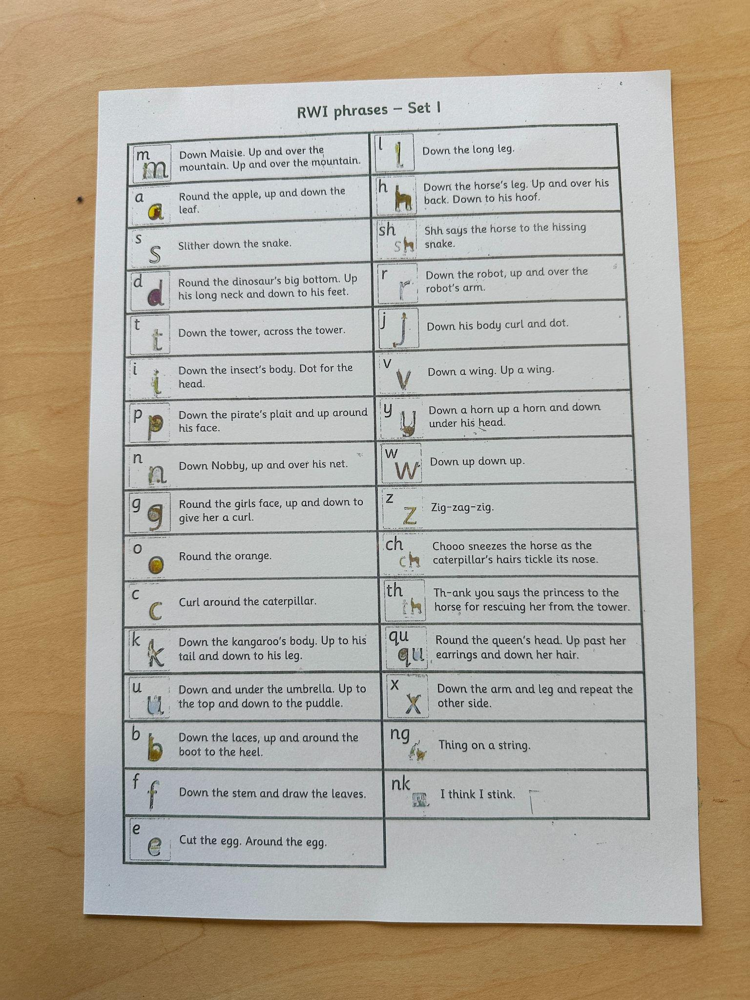 RWI phrases – Set 1
m
Down Maisie. Up and over the
mountain. Up and over the mountain.
a
Round the apple, up and down the
leaf.
s
Slither down the snake.
d
Round the dinosaur's big bottom. Up
his long neck and down to his feet.
t
Down the tower, across the tower.
i
Down the insect's body. Dot for the
head.
p
Down the pirate's plait and up around
his face.
n
Down Nobby, up and over his net.
g
Round the girls face, up and down to
give her a curl.
o
Round the orange.
c
Curl around the caterpillar.
k
Down the kangaroo's body. Up to his
tail and down to his leg.
u
Down and under the umbrella. Up to
the top and down to the puddle.
b
Down the laces, up and around the
boot to the heel.
f
Down the stem and draw the leaves.
e
Cut the egg. Around the egg.
l
Down the long leg.
h
Down the horse's leg. Up and over his
back. Down to his hoof.
sh
Shh says the horse to the hissing
snake.
r
Down the robot, up and over the
robot's arm.
j
Down his body curl and dot.
v
Down a wing. Up a wing.
y
Down a horn up a horn and down
under his head.
w
Down up down up.
z
Zig-zag-zig.
ch
Chooo sneezes the horse as the
caterpillar's hairs tickle its nose.
th
Th-ank you says the princess to the
horse for rescuing her from the tower.
qu
Round the queen's head. Up past her
earrings and down her hair.
x
Down the arm and leg and repeat the
other side.
ng
Thing on a string.
nk
I think I stink.